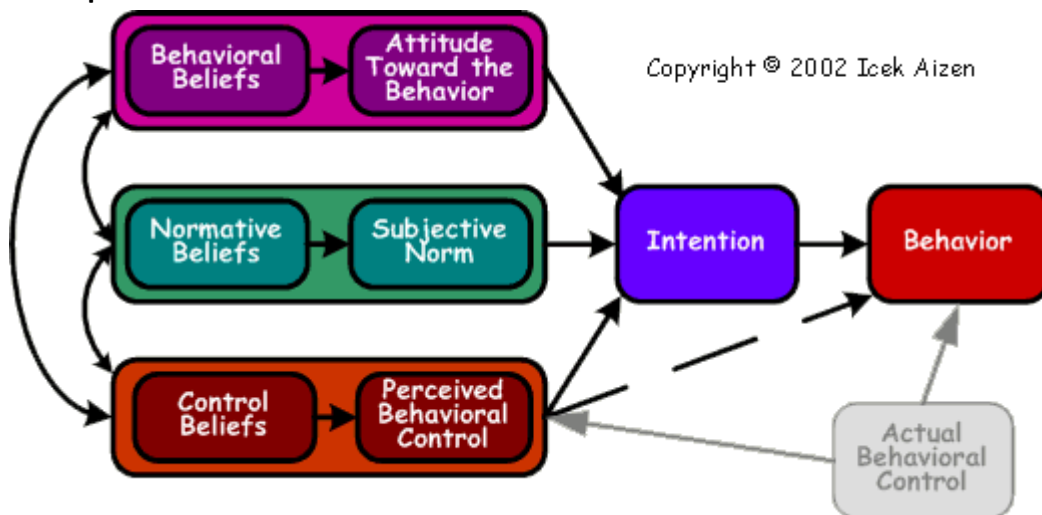 Behavioral
Beliefs
Attitude
Toward the
Behavior
Copyright © 2002 Icek Aizen
Normative
Beliefs
Subjective
Norm
Intention
Behavior
Control
Beliefs
Perceived
Behavioral
Control
Actual
Behavioral
Control